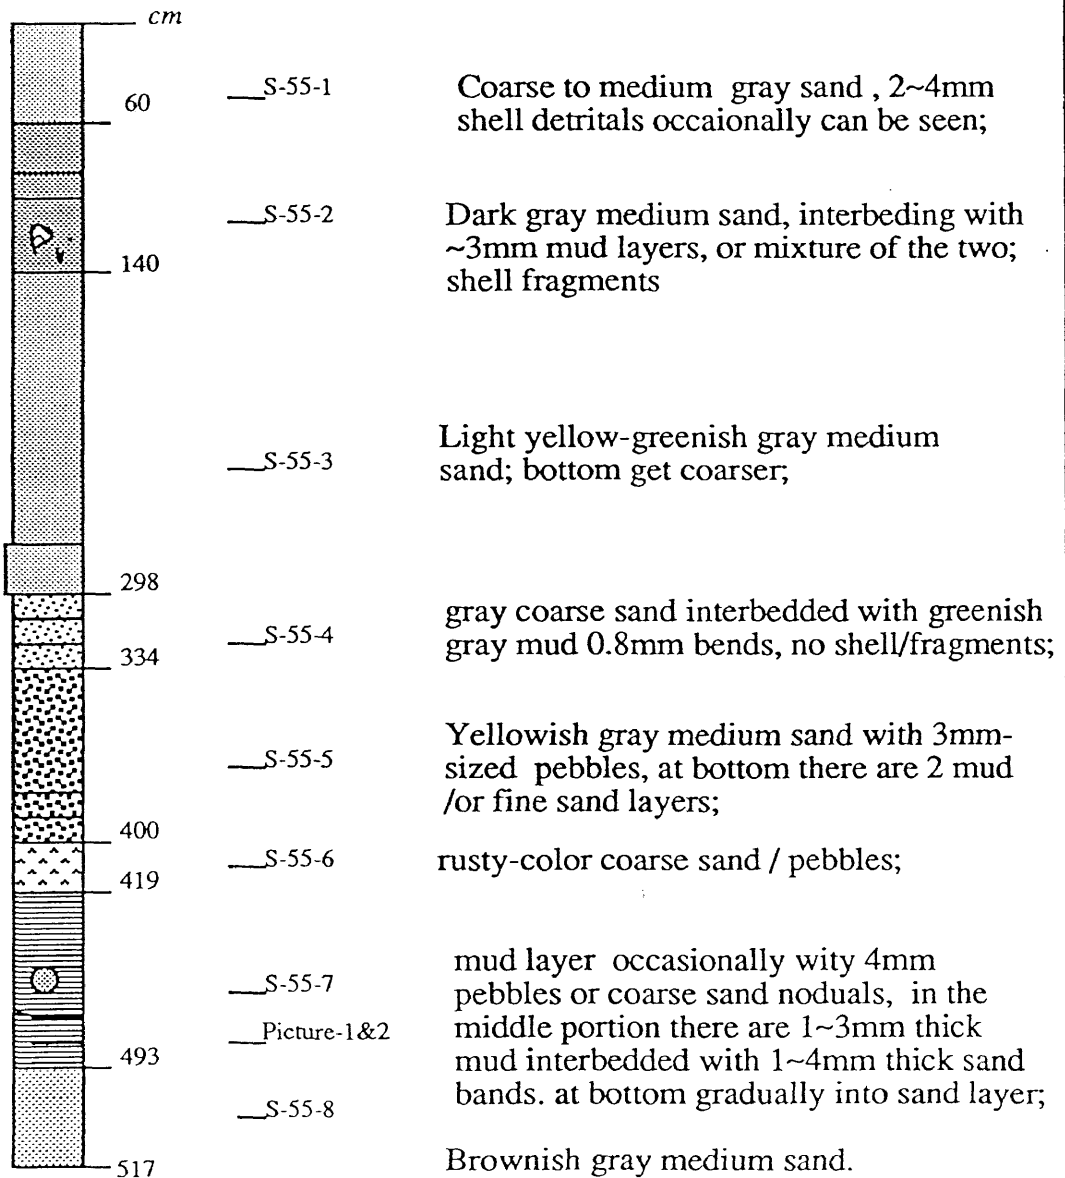 cm
S-55-1
60
Coarse to medium gray sand , 2~4mm
shell detritals occaionally can be seen;
S-55-2
140
Dark gray medium sand, interbeding with
~3mm mud layers, or mixture of the two;
shell fragments
S-55-3
Light yellow-greenish gray medium
sand; bottom get coarser;
298
S-55-4
334
gray coarse sand interbedded with greenish
gray mud 0.8mm bends, no shell/fragments;
S-55-5
Yellowish gray medium sand with 3mm-
sized pebbles, at bottom there are 2 mud
/or fine sand layers;
400
S-55-6
419
rusty-color coarse sand / pebbles;
S-55-7
Picture-1&2
493
mud layer occasionally wity 4mm
pebbles or coarse sand noduals, in the
middle portion there are 1~3mm thick
mud interbedded with 1~4mm thick sand
bands. at bottom gradually into sand layer;
S-55-8
517
Brownish gray medium sand.